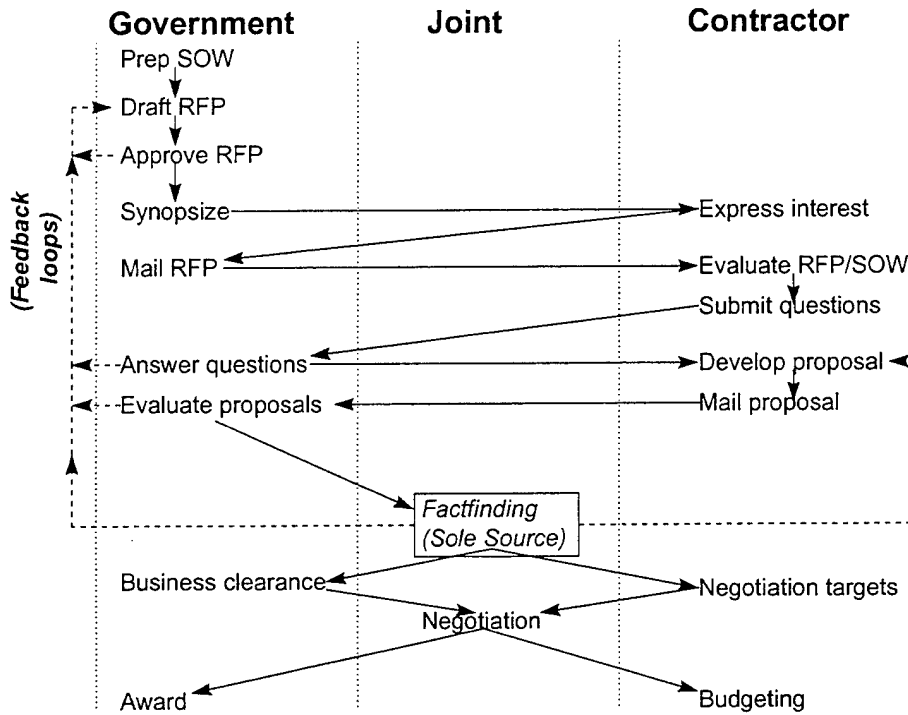 Government Joint Contractor
Prep SOW
Draft RFP
Approve RFP
Synopsize Express interest
Mail RFP Evaluate RFP/SOW
Submit questions
(Feedback
loops)
Answer questions Develop proposal
Evaluate proposals Mail proposal
Factfinding
(Sole Source)
Business clearance Negotiation targets
Negotiation
Award Budgeting